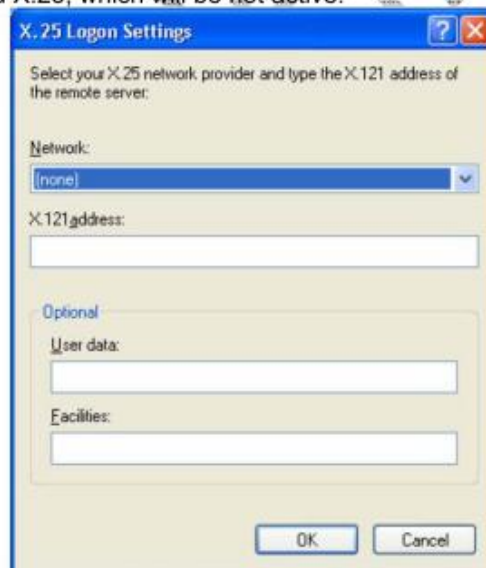 X.25, which will be not active.
X.25 Logon Settings
Select your X.25 network provider and type the X.121 address of
the remote server:
Network:
(none)
X.121 address:
Optional
User data:
Facilities:
OK
Cancel